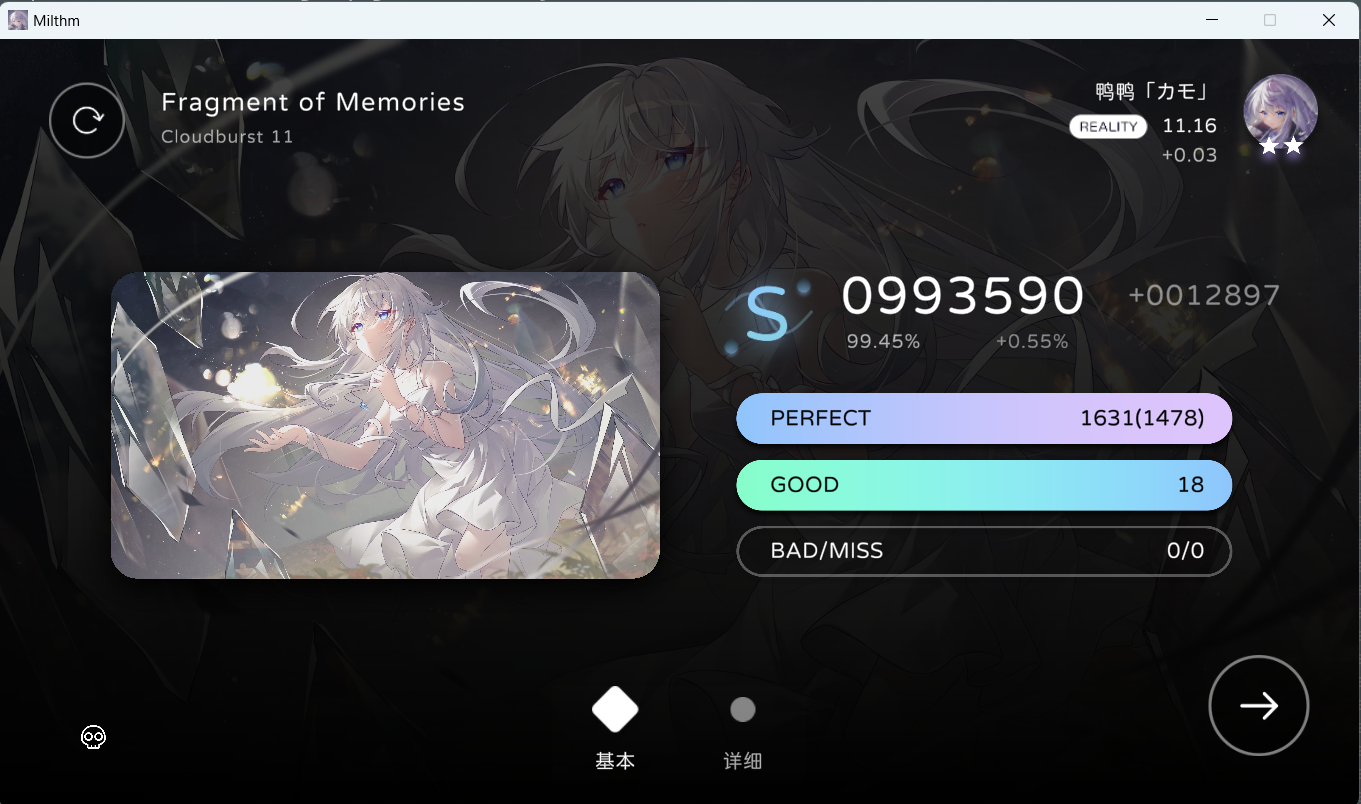 Milthm
Fragment of Memories
Cloudburst 11
鸭鸭「カモ」
REALITY 11.16
+0.03
S 0993590 +0012897
99.45% +0.55%
PERFECT 1631(1478)
GOOD 18
BAD/MISS 0/0
基本 详细